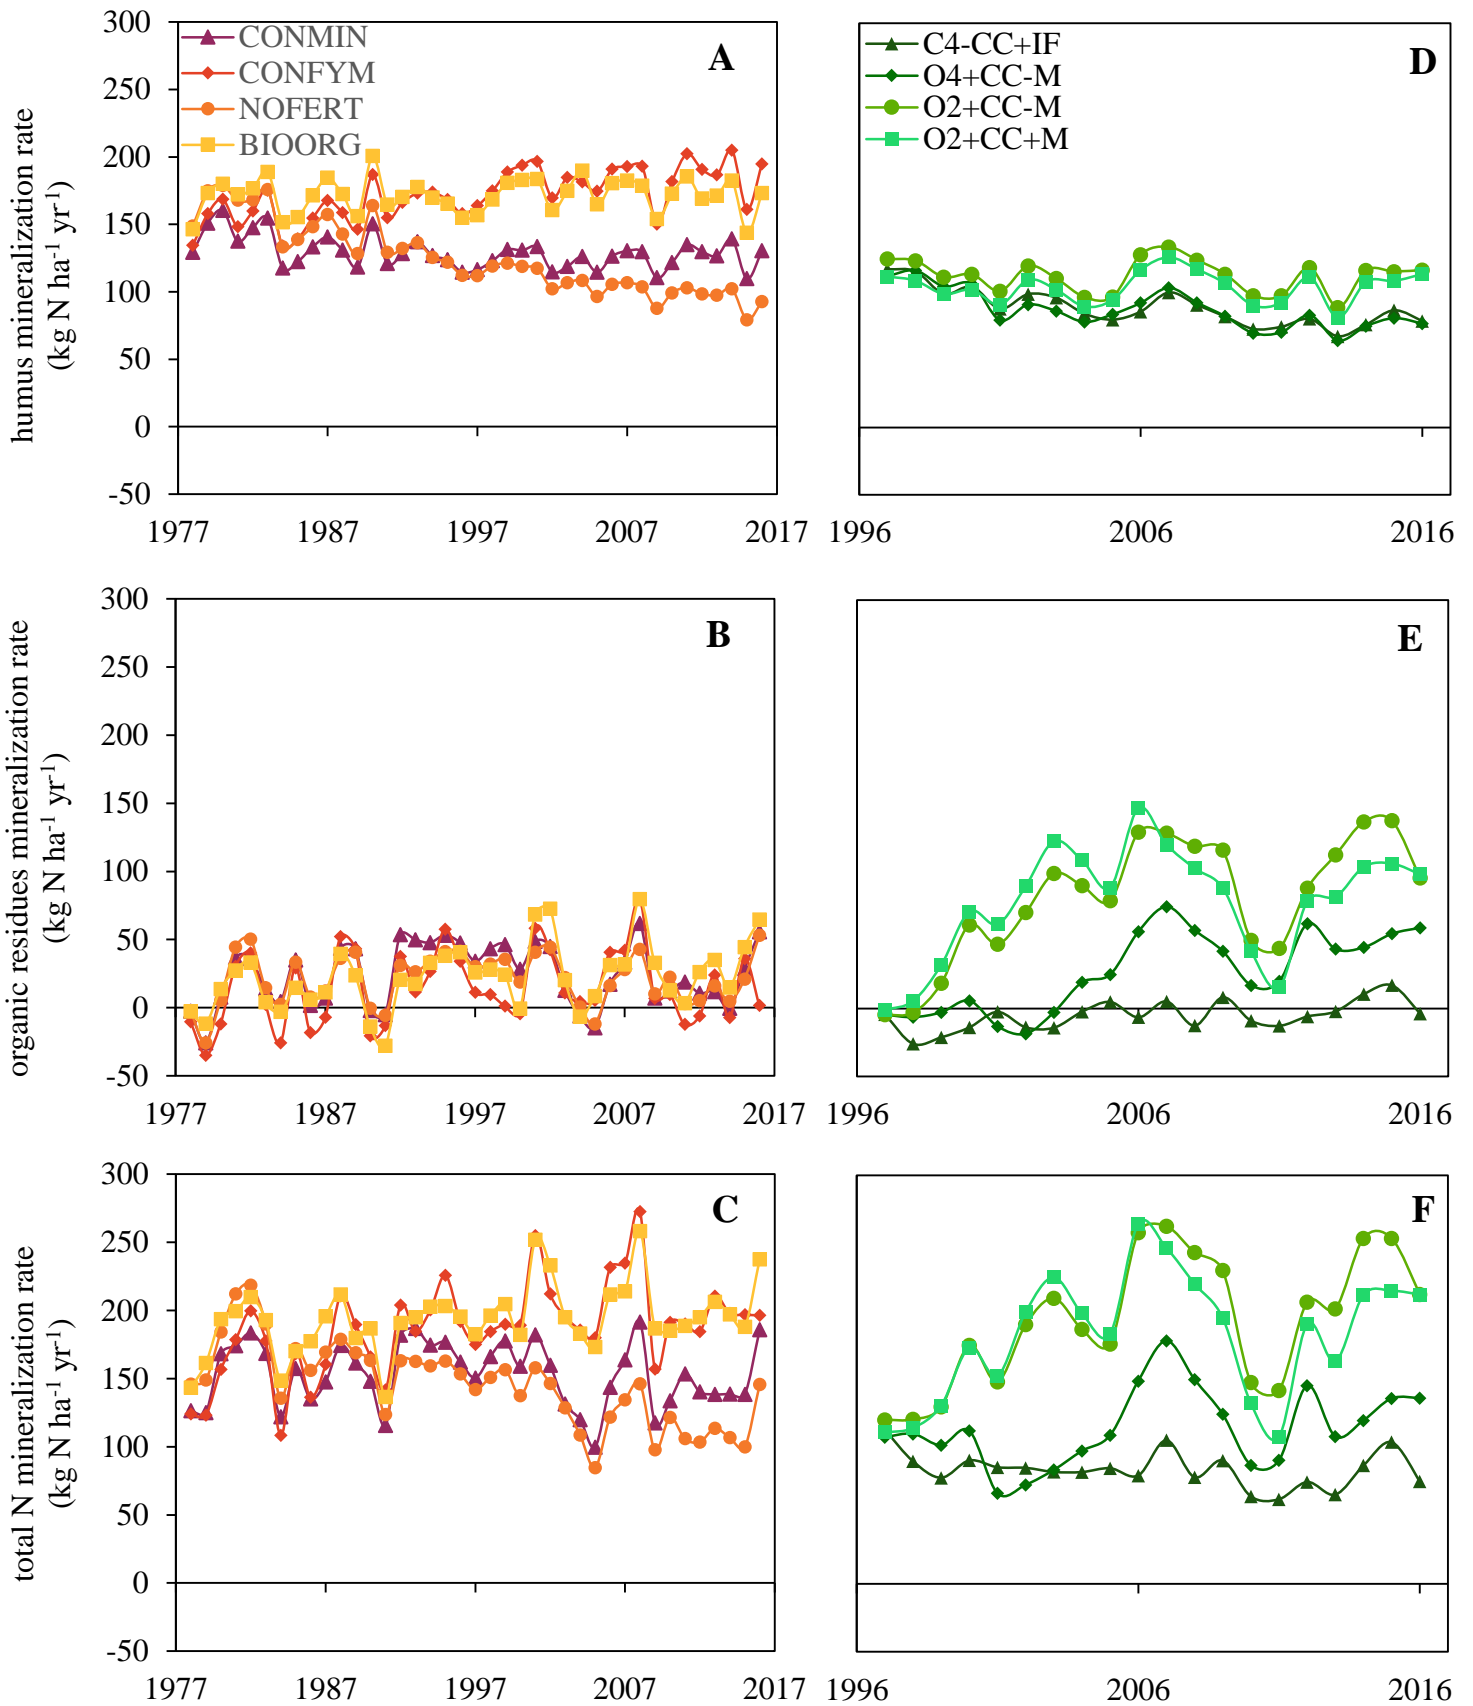 humus mineralization rate
(kg N ha⁻¹ yr⁻¹)
300
250
200
150
100
50
0
-50
CONMIN
CONFYM
NOFERT
BIOORG
A
1977
1987
1997
2007
2017
C4-CC+IF
O4+CC-M
O2+CC-M
O2+CC+M
D
1996
2006
2016
organic residues mineralization rate
(kg N ha⁻¹ yr⁻¹)
300
250
200
150
100
50
0
-50
B
1977
1987
1997
2007
2017
E
1996
2006
2016
total N mineralization rate
(kg N ha⁻¹ yr⁻¹)
300
250
200
150
100
50
0
-50
C
1977
1987
1997
2007
2017
F
1996
2006
2016